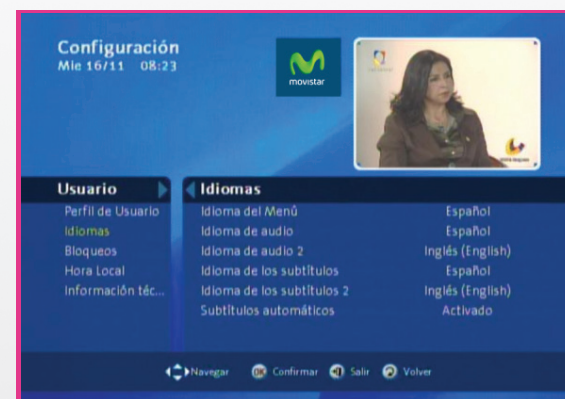 Configuración
Mie 16/11 08:23
movistar
Usuario
Idiomas
Perfil de Usuario
Idioma del Menú Español
Idiomas
Idioma de audio Español
Bloqueos
Idioma de audio 2 Inglés (English)
Hora Local
Idioma de los subtítulos Español
Información téc...
Idioma de los subtítulos 2 Inglés (English)
Subtítulos automáticos Activado
Navegar OK Confirmar Salir Volver